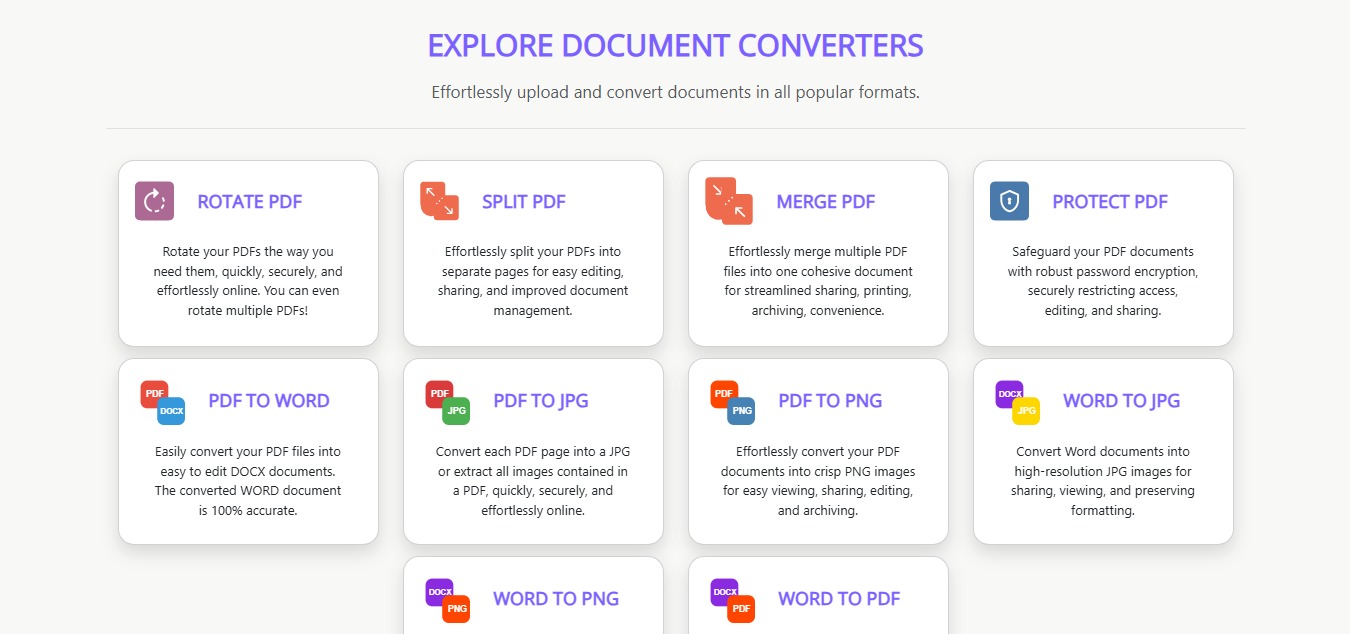 EXPLORE DOCUMENT CONVERTERS
Effortlessly upload and convert documents in all popular formats.
ROTATE PDF
Rotate your PDFs the way you
need them, quickly, securely, and
effortlessly online. You can even
rotate multiple PDFs!
SPLIT PDF
Effortlessly split your PDFs into
separate pages for easy editing,
sharing, and improved document
management.
MERGE PDF
Effortlessly merge multiple PDF
files into one cohesive document
for streamlined sharing, printing,
archiving, convenience.
PROTECT PDF
Safeguard your PDF documents
with robust password encryption,
securely restricting access,
editing, and sharing.
PDF
DOCX
PDF TO WORD
Easily convert your PDF files into
easy to edit DOCX documents.
The converted WORD document
is 100% accurate.
PDF
JPG
PDF TO JPG
Convert each PDF page into a JPG
or extract all images contained in
a PDF, quickly, securely, and
effortlessly online.
PDF
PNG
PDF TO PNG
Effortlessly convert your PDF
documents into crisp PNG images
for easy viewing, sharing, editing,
and archiving.
DOCX
JPG
WORD TO JPG
Convert Word documents into
high-resolution JPG images for
sharing, viewing, and preserving
formatting.
DOCX
PNG
WORD TO PNG
DOCX
PDF
WORD TO PDF